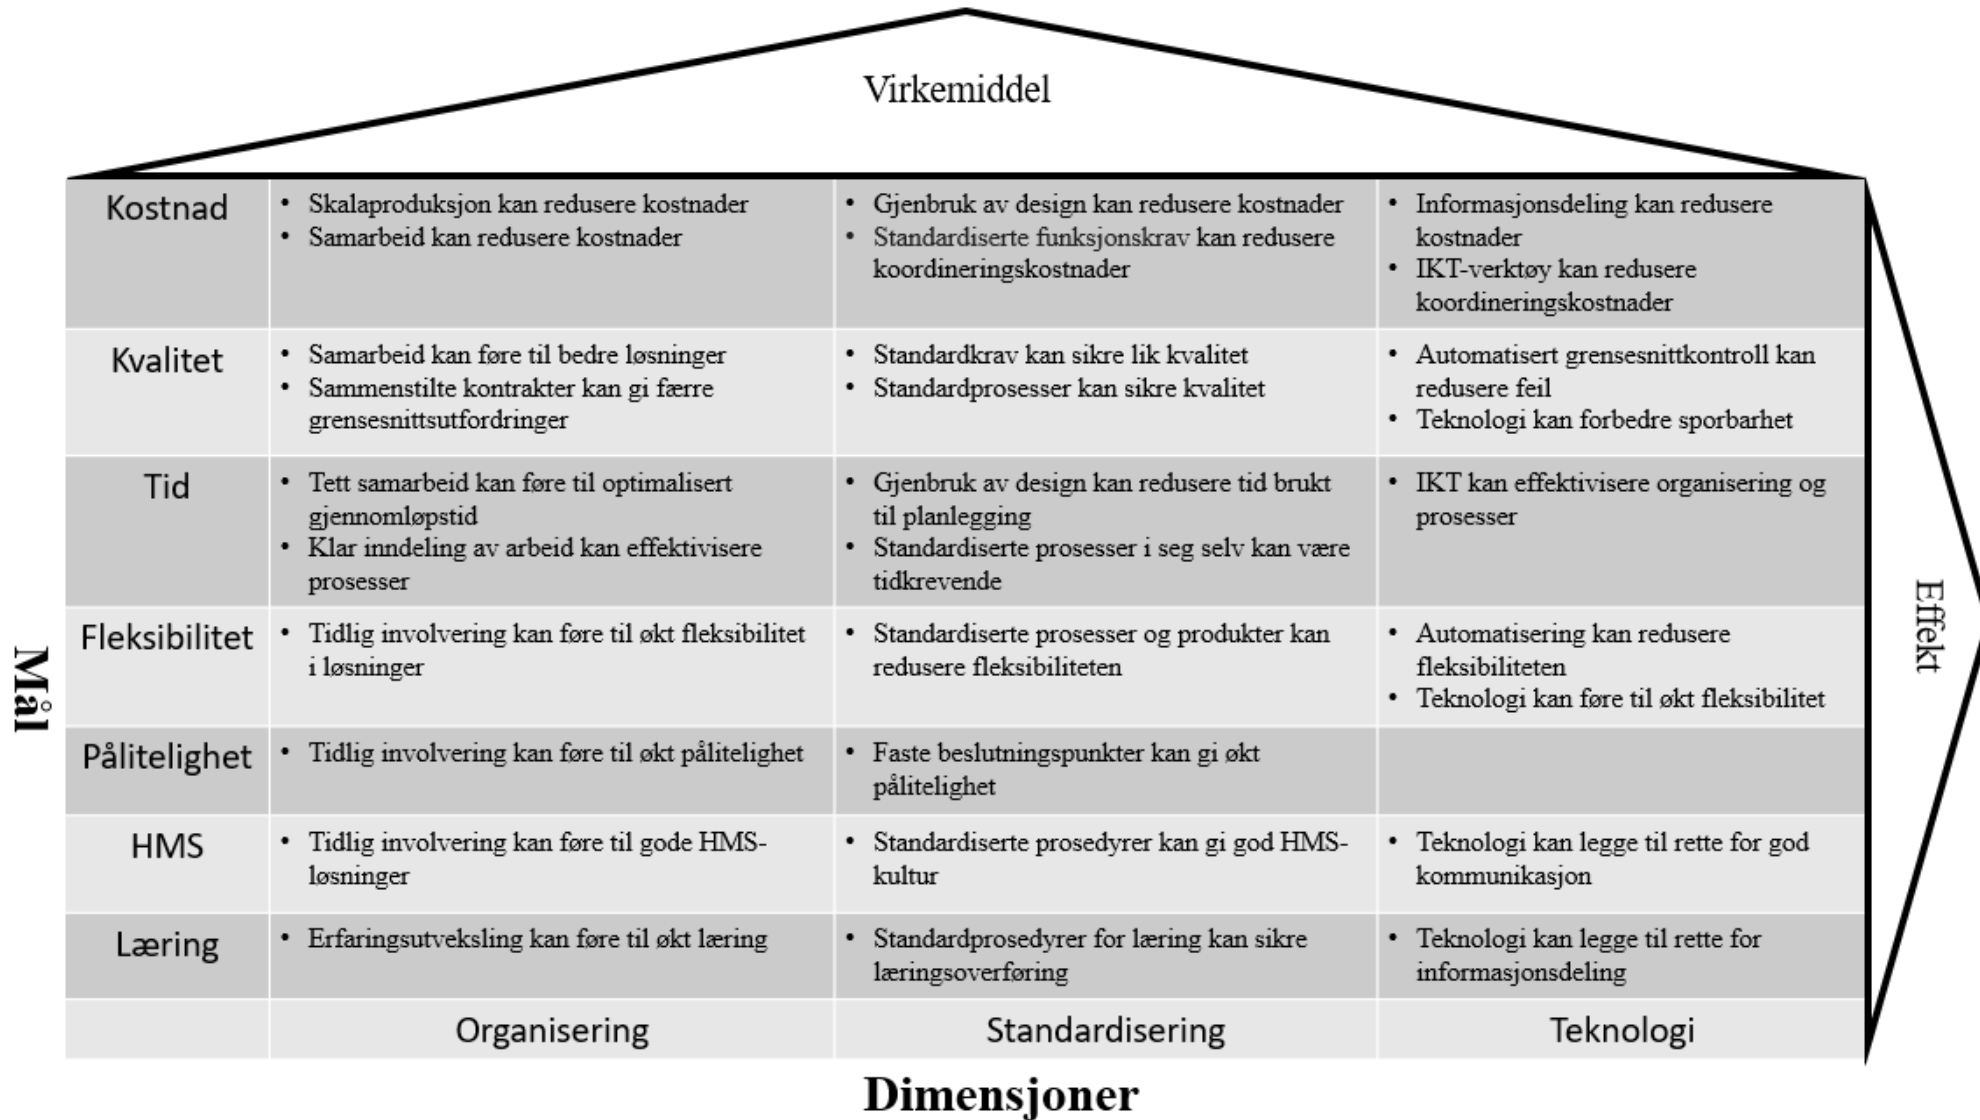 Virkemiddel
Kostnad
• Skalaproduksjon kan redusere kostnader
• Samarbeid kan redusere kostnader
• Gjenbruk av design kan redusere kostnader
• Standardiserte funksjonskrav kan redusere
koordineringskostnader
• Informasjonsdeling kan redusere
kostnader
• IKT-verktøy kan redusere
koordineringskostnader
Kvalitet
• Samarbeid kan føre til bedre løsninger
• Sammenstilte kontrakter kan gi færre
grensesnittsutfordringer
• Standardkrav kan sikre lik kvalitet
• Standardprosesser kan sikre kvalitet
• Automatisert grensesnittkontroll kan
redusere feil
• Teknologi kan forbedre sporbarhet
Tid
• Tett samarbeid kan føre til optimalisert
gjennomløpstid
• Klar inndeling av arbeid kan effektivisere
prosesser
• Gjenbruk av design kan redusere tid brukt
til planlegging
• Standardiserte prosesser i seg selv kan være
tidkrevende
• IKT kan effektivisere organisering og
prosesser
Fleksibilitet
• Tidlig involvering kan føre til økt fleksibilitet
i løsninger
• Standardiserte prosesser og produkter kan
redusere fleksibiliteten
• Automatisering kan redusere
fleksibiliteten
• Teknologi kan føre til økt fleksibilitet
Pålitelighet
• Tidlig involvering kan føre til økt pålitelighet
• Faste beslutningspunkter kan gi økt
pålitelighet
HMS
• Tidlig involvering kan føre til gode HMS-
løsninger
• Standardiserte prosedyrer kan gi god HMS-
kultur
• Teknologi kan legge til rette for god
kommunikasjon
Læring
• Erfaringsutveksling kan føre til økt læring
• Standardprosedyrer for læring kan sikre
læringsoverføring
• Teknologi kan legge til rette for
informasjonsdeling
Organisering
Standardisering
Teknologi
Mål
Effekt
Dimensjoner